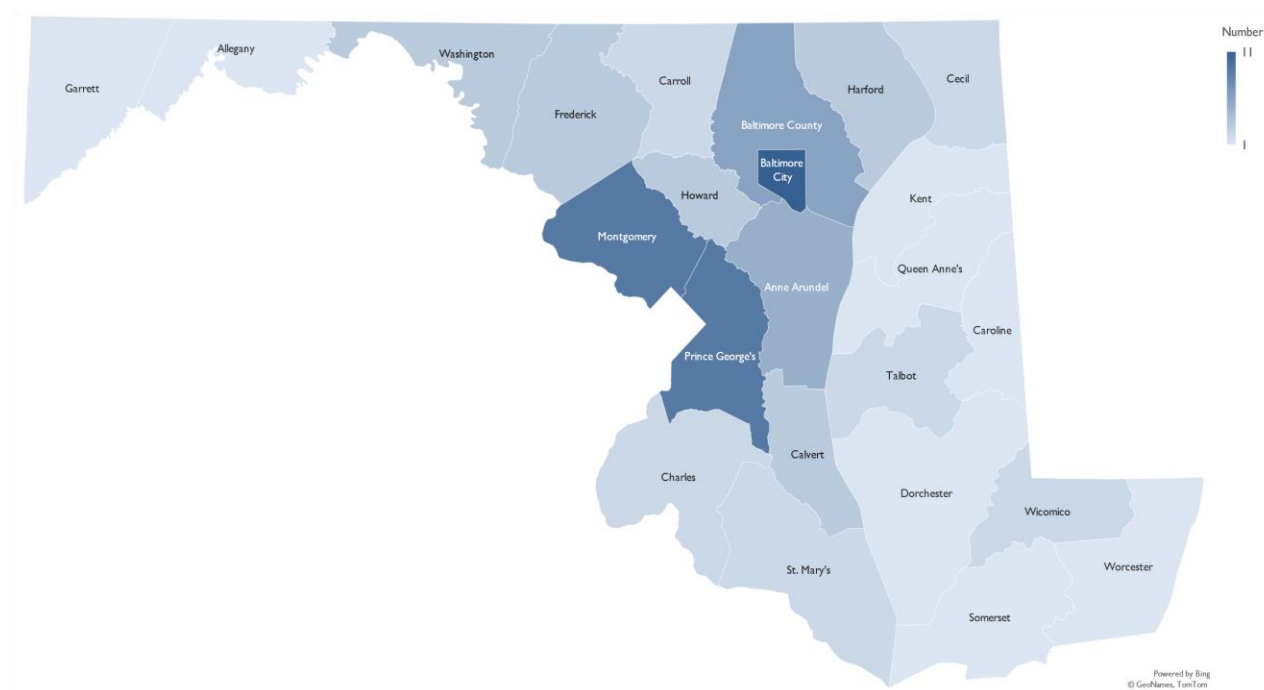 Number
11
1
Garrett
Allegany
Washington
Frederick
Carroll
Baltimore County
Baltimore
City
Harford
Cecil
Howard
Montgomery
Kent
Queen Anne's
Anne Arundel
Caroline
Prince George's
Talbot
Calvert
Charles
Dorchester
Wicomico
St. Mary's
Worcester
Somerset
Powered by Bing
© GeoNames, TomTom